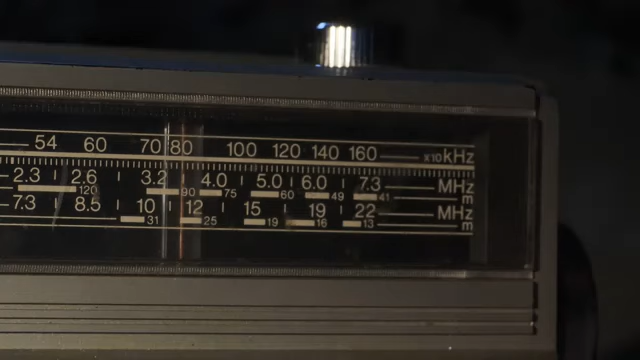 54 60 70 80 100 120 140 160 x10kHz
2.3 2.6 3.2 4.0 5.0 6.0 7.3 MHz
120 90 75 60 49 41 m
7.3 8.5 10 12 15 19 22 MHz
31 25 19 16 13 m